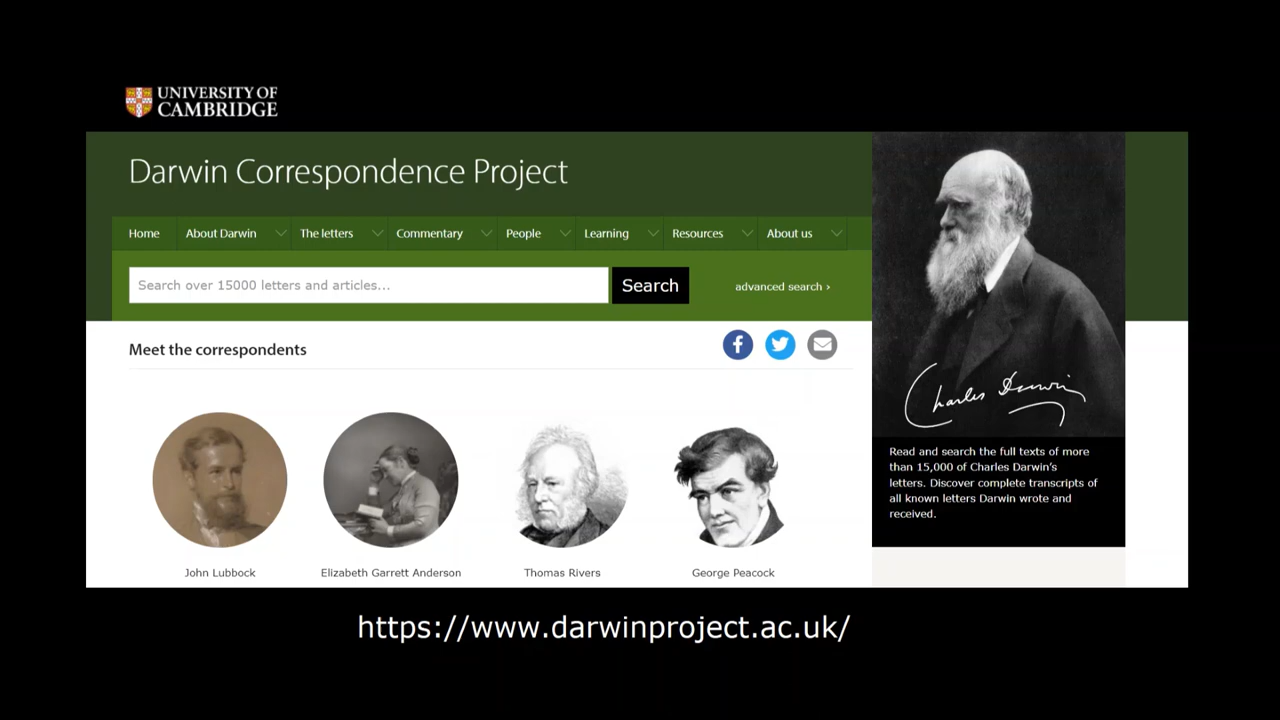 UNIVERSITY OF
CAMBRIDGE
Darwin Correspondence Project
Home About Darwin The letters Commentary People Learning Resources About us
Search over 15000 letters and articles...
Search
advanced search ›
Meet the correspondents
John Lubbock
Elizabeth Garrett Anderson
Thomas Rivers
George Peacock
Charles Darwin
Read and search the full texts of more
than 15,000 of Charles Darwin's
letters. Discover complete transcripts of
all known letters Darwin wrote and
received.
https://www.darwinproject.ac.uk/